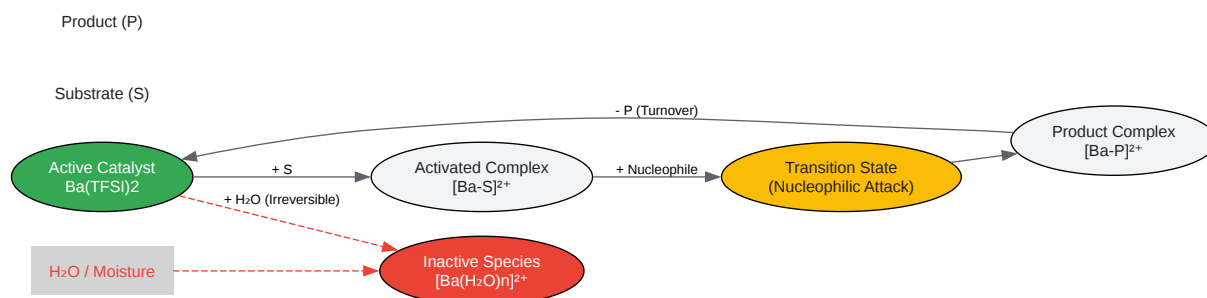 Product (P)
Substrate (S)
- P (Turnover)
Product Complex
[Ba-P]²⁺
Active Catalyst
Ba(TFSI)2
+ S
Activated Complex
[Ba-S]²⁺
+ Nucleophile
Transition State
(Nucleophilic Attack)
+ H₂O (Irreversible)
H₂O / Moisture
Inactive Species
[Ba(H₂O)n]²⁺